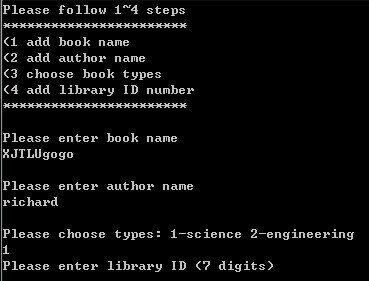 Please follow 1~4 steps
***********************
(1 add book name
(2 add author name
(3 choose book types
(4 add library ID number
***********************
Please enter book name
XJTLUgogo
Please enter author name
richard
Please choose types: 1-science 2-engineering
1
Please enter library ID (7 digits)